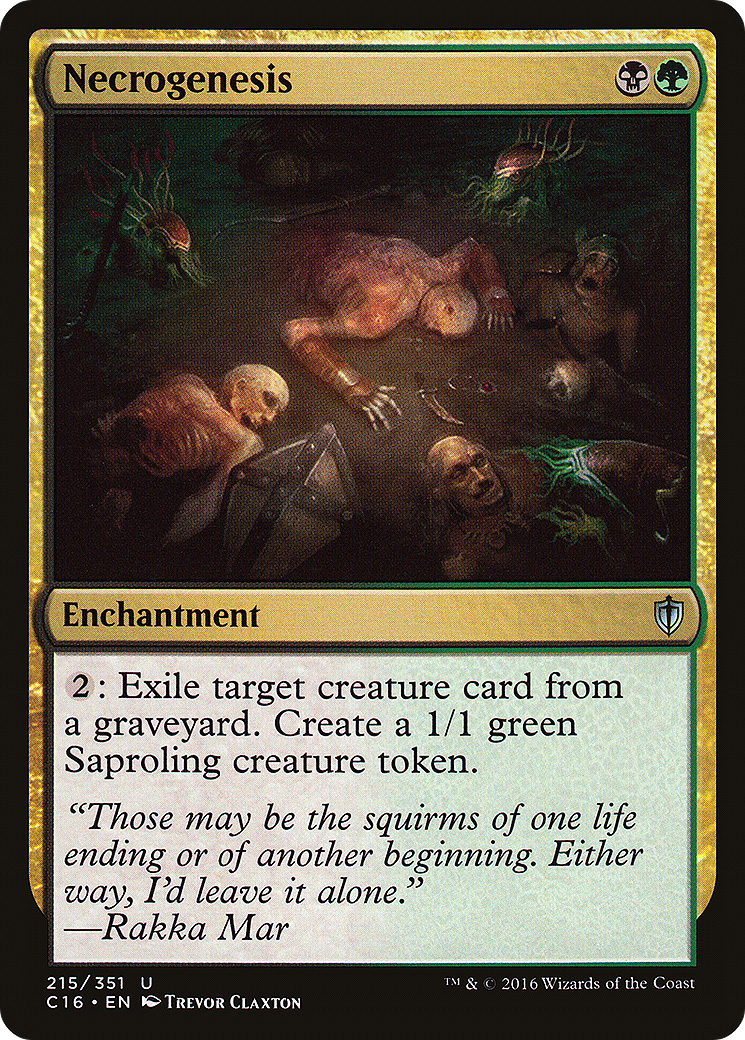 Necrogenesis
Enchantment
2: Exile target creature card from
a graveyard. Create a 1/1 green
Saproling creature token.
“Those may be the squirms of one life
ending or of another beginning. Either
way, I’d leave it alone.”
—Rakka Mar
215/351 U
C16 • EN TREVOR CLAXTON
™ & © 2016 Wizards of the Coast